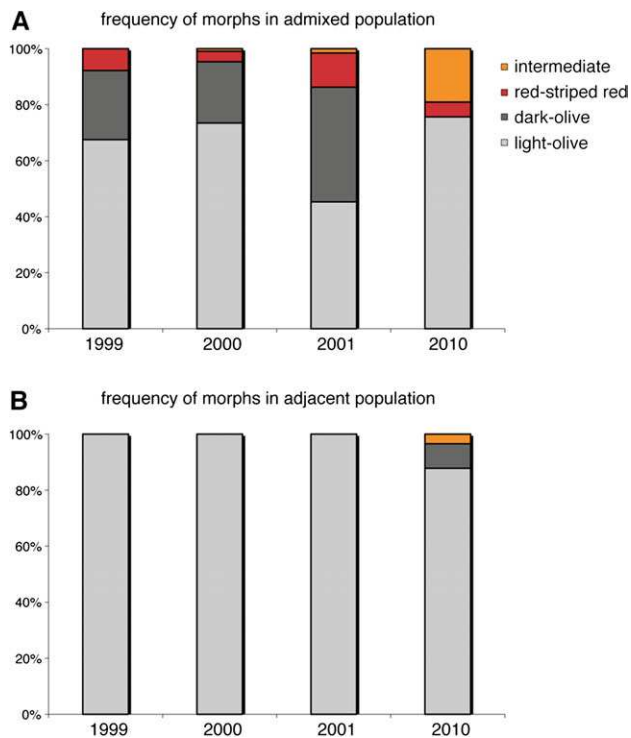 A
frequency of morphs in admixed population
100%
80%
60%
40%
20%
0%
1999 2000 2001 2010
intermediate
red-striped red
dark-olive
light-olive
B
frequency of morphs in adjacent population
100%
80%
60%
40%
20%
0%
1999 2000 2001 2010